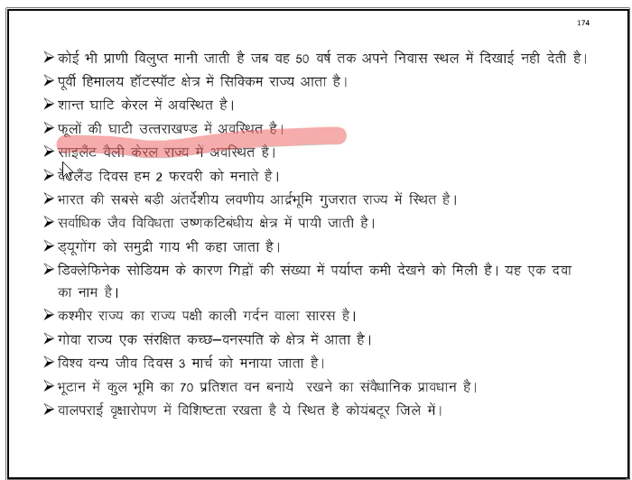 174
➢ कोई भी प्राणी विलुप्त मानी जाती है जब वह 50 वर्ष तक अपने निवास स्थल में दिखाई नही देती है।
➢ पूर्वी हिमालय हॉटस्पॉट क्षेत्र में सिक्किम राज्य आता है।
➢ शान्त घाटि केरल में अवस्थित है।
➢ फूलों की घाटी उत्तराखण्ड में अवस्थित है।
➢ साइलैंट वैली केरल राज्य में अवस्थित है।
➢ वैटलैंड दिवस हम 2 फरवरी को मनाते है।
➢ भारत की सबसे बड़ी अंतर्देशीय लवणीय आर्द्रभूमि गुजरात राज्य में स्थित है।
➢ सर्वाधिक जैव विविधता उष्णकटिबंधीय क्षेत्र में पायी जाती है।
➢ ड्यूगोंग को समुद्री गाय भी कहा जाता है।
➢ डिक्लेफिनेक सोडियम के कारण गिद्दों की संख्या में पर्याप्त कमी देखने को मिली है। यह एक दवा
का नाम है।
➢ कश्मीर राज्य का राज्य पक्षी काली गर्दन वाला सारस है।
➢ गोवा राज्य एक संरक्षित कच्छ–वनस्पति के क्षेत्र में आता है।
➢ विश्व वन्य जीव दिवस 3 मार्च को मनाया जाता है।
➢ भूटान में कुल भूमि का 70 प्रतिशत वन बनाये रखने का संवैधानिक प्रावधान है।
➢ वालपराई वृक्षारोपण में विशिष्टता रखता है ये स्थित है कोयंबटूर जिले में।